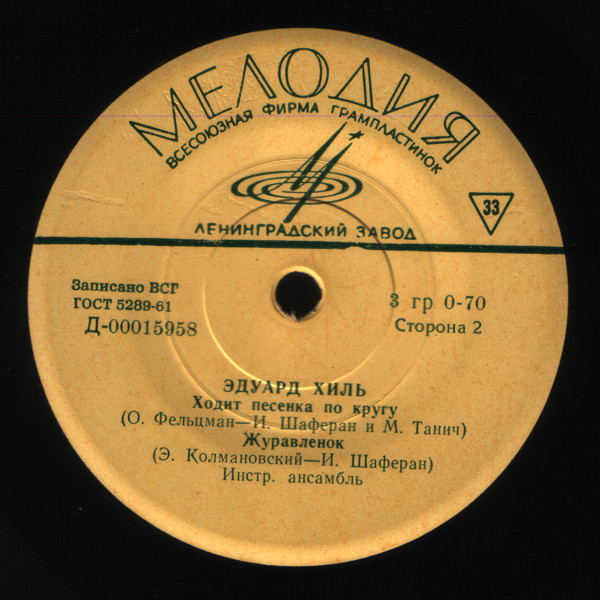 МЕЛОДИЯ
ВСЕСОЮЗНАЯ ФИРМА ГРАМПЛАСТИНОК
33
ЛЕНИНГРАДСКИЙ ЗАВОД
Записано ВСГ
ГОСТ 5289-61
Д-00015958
3 гр 0-70
Сторона 2
ЭДУАРД ХИЛЬ
Ходит песенка по кругу
(О. Фельцман—И. Шаферан и М. Танич)
Журавленок
(Э. Колмановский—И. Шаферан)
Инстр. ансамбль